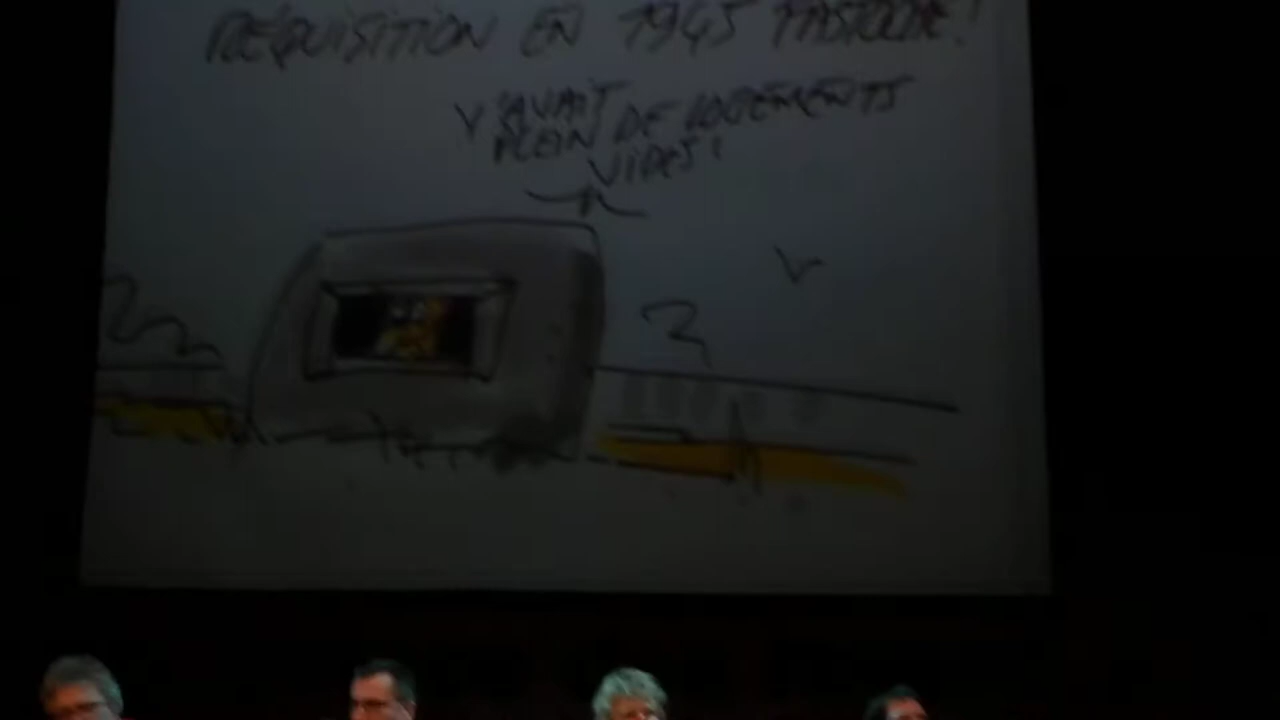 RÉQUISITION EN 1945 FASTOCHE!
Y'AVAIT
PLEIN DE LOGEMENTS
VIDES!